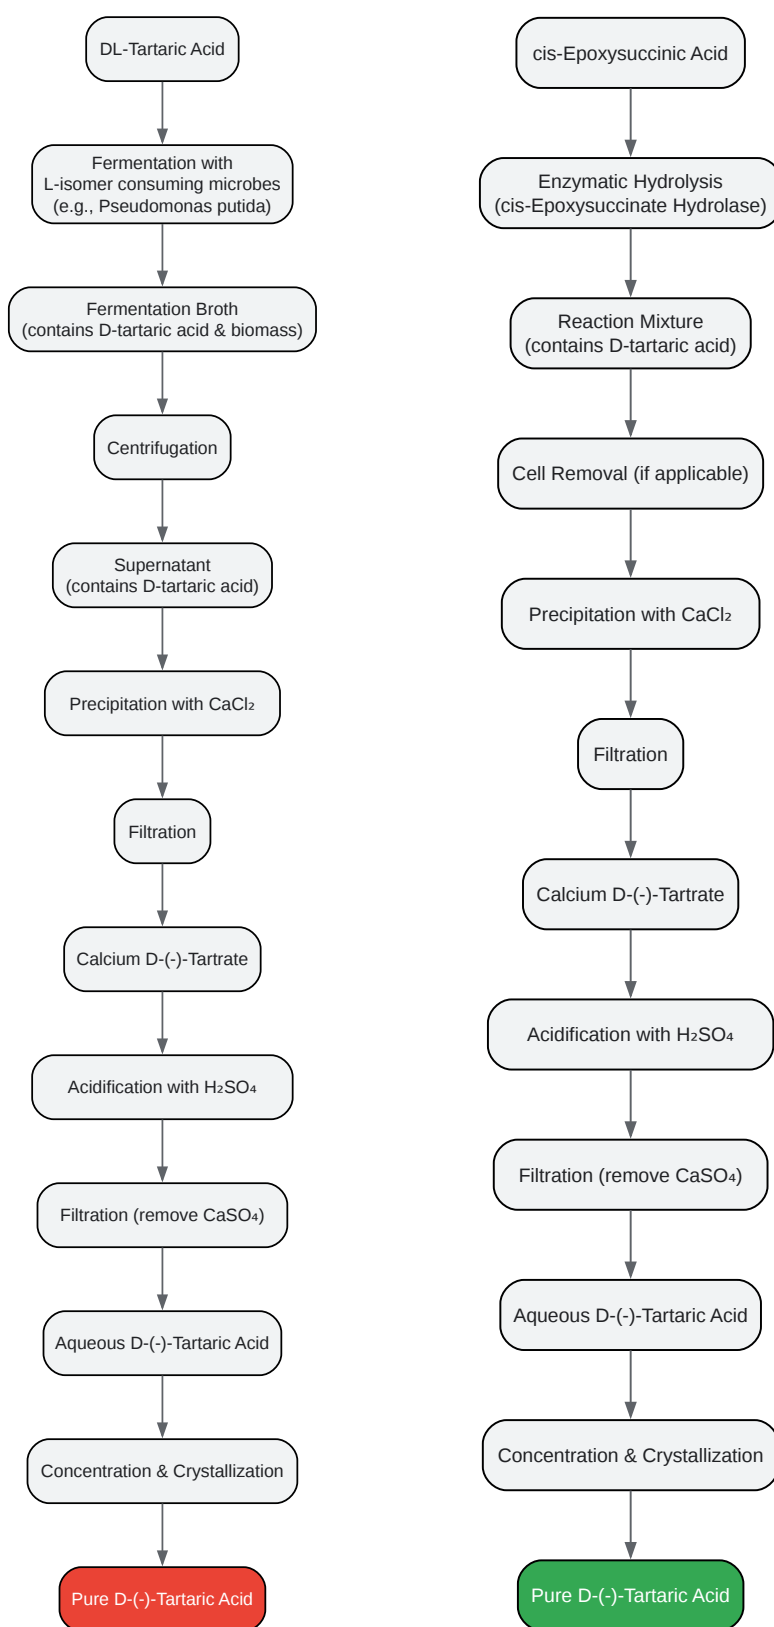 DL-Tartaric Acid
Fermentation with
L-isomer consuming microbes
(e.g., Pseudomonas putida)
Fermentation Broth
(contains D-tartaric acid & biomass)
Centrifugation
Supernatant
(contains D-tartaric acid)
Precipitation with CaCl₂
Filtration
Calcium D-(-)-Tartrate
Acidification with H₂SO₄
Filtration (remove CaSO₄)
Aqueous D-(-)-Tartaric Acid
Concentration & Crystallization
Pure D-(-)-Tartaric Acid
cis-Epoxysuccinic Acid
Enzymatic Hydrolysis
(cis-Epoxysuccinate Hydrolase)
Reaction Mixture
(contains D-tartaric acid)
Cell Removal (if applicable)
Precipitation with CaCl₂
Filtration
Calcium D-(-)-Tartrate
Acidification with H₂SO₄
Filtration (remove CaSO₄)
Aqueous D-(-)-Tartaric Acid
Concentration & Crystallization
Pure D-(-)-Tartaric Acid